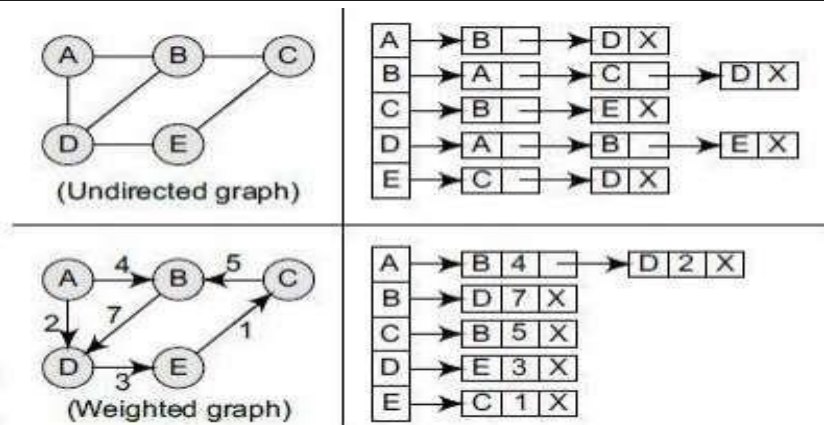 A B C
D E
(Undirected graph)
A B D X
B A C D X
C B E X
D A B E X
E C D X
A 4 B 5 C
2 7 1
D 3 E
(Weighted graph)
A B 4 D 2 X
B D 7 X
C B 5 X
D E 3 X
E C 1 X